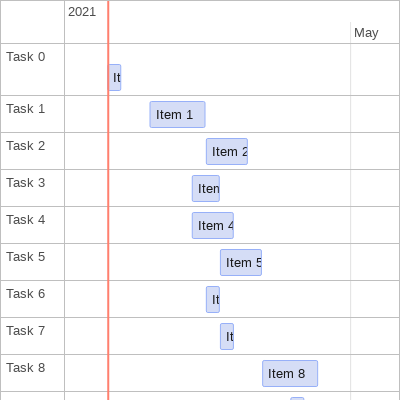 2021
May
Task 0
It
Task 1
Item 1
Task 2
Item 2
Task 3
Item
Task 4
Item 4
Task 5
Item 5
Task 6
It
Task 7
It
Task 8
Item 8